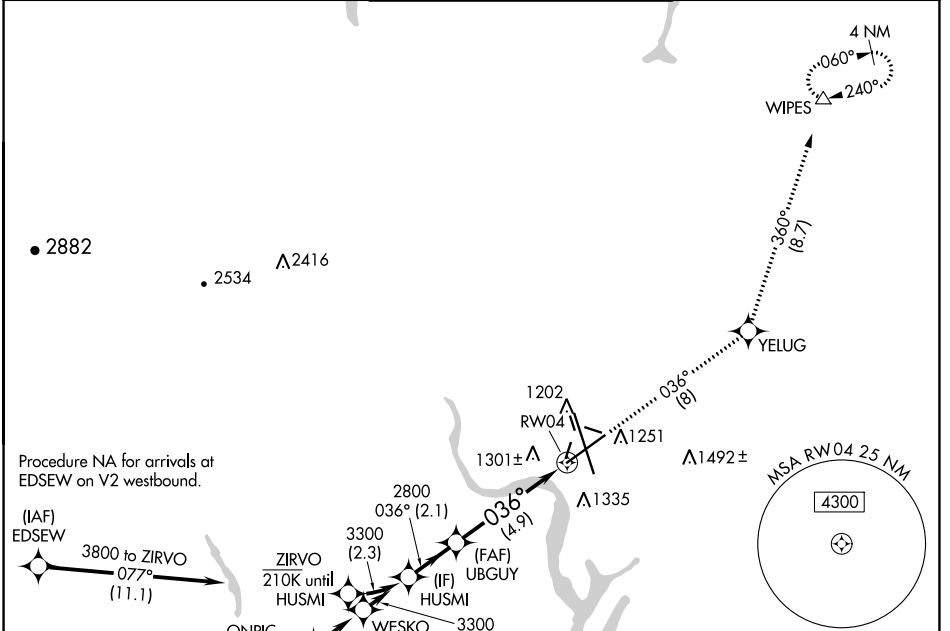 4 NM
060°
240°
WIPES
360°
(8.7)
2882
2534
2416
YELUG
036°
(8)
1202
RW04
1251
1301±
1492±
1335
Procedure NA for arrivals at
EDSEW on V2 westbound.
(IAF)
EDSEW
3800 to ZIRVO
077°
(11.1)
2800
036° (2.1)
3300
(2.3)
ZIRVO
210K until
HUSMI
036°
(4.9)
(FAF)
UBGUY
(IF)
HUSMI
3300
WESKO
MSA RW04 25 NM
4300